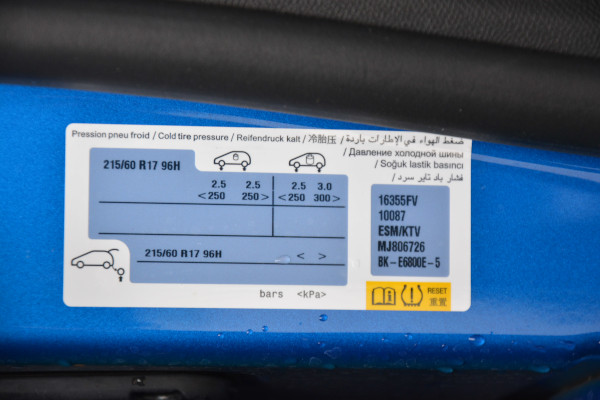 Pression pneu froid / Cold tire pressure / Reifendruck kalt / 冷胎压 / ضغط الهواء في الإطارات باردة
/ Давление холодной шины
/ Soğuk lastik basıncı
/ فشار باد تایر سرد
215/60 R17 96H
2.5 2.5 2.5 3.0
<250 250> <250 300>
215/60 R17 96H < >
bars <kPa>
16355FV
10087
ESM/KTV
MJ806726
BK - E6800E - 5
RESET
重置